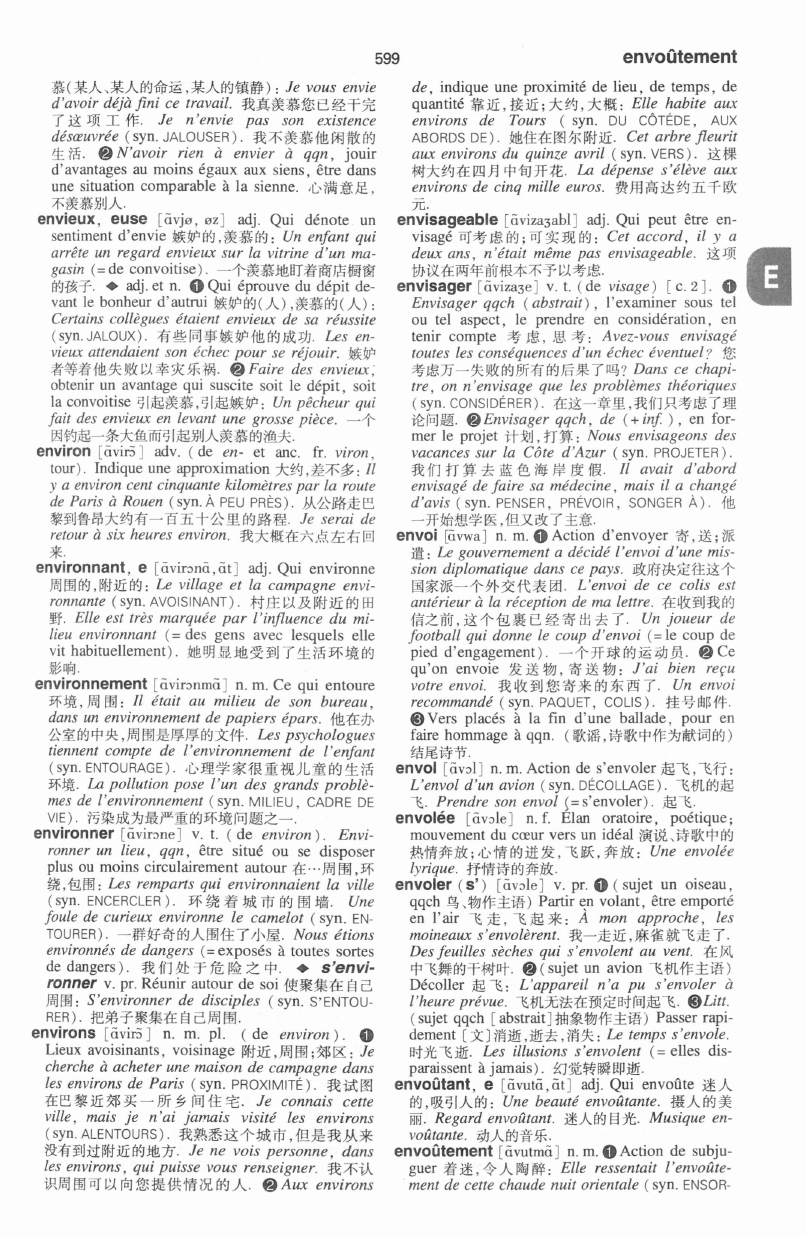 599
envoûtement
慕(某人、某人的命运,某人的镇静): Je vous envie
d'avoir déjà fini ce travail. 我真羡慕您已经干完
了这项工作. Je n'envie pas son existence
désœuvrée (syn. JALOUSER). 我不羡慕他闲散的
生活. ❷ N'avoir rien à envier à qqn, jouir
d'avantages au moins égaux aux siens, être dans
une situation comparable à la sienne. 心满意足,
不羡慕别人.
envieux, euse [ɑ̃vjø, øz] adj. Qui dénote un
sentiment d'envie 嫉妒的,羡慕的: Un enfant qui
arrête un regard envieux sur la vitrine d'un ma-
gasin (= de convoitise). 一个羡慕地盯着商店橱窗
的孩子. ◆ adj. et n. ❶ Qui éprouve du dépit de-
vant le bonheur d'autrui 嫉妒的(人),羡慕的(人):
Certains collègues étaient envieux de sa réussite
(syn. JALOUX). 有些同事嫉妒他的成功. Les en-
vieux attendaient son échec pour se réjouir. 嫉妒
者等着他失败以幸灾乐祸. ❷ Faire des envieux,
obtenir un avantage qui suscite soit le dépit, soit
la convoitise 引起羡慕,引起嫉妒: Un pêcheur qui
fait des envieux en levant une grosse pièce. 一个
因钓起一条大鱼而引起别人羡慕的渔夫.
environ [ɑ̃virɔ̃] adv. (de en- et anc. fr. viron,
tour). Indique une approximation 大约,差不多: Il
y a environ cent cinquante kilomètres par la route
de Paris à Rouen (syn. À PEU PRÈS). 从公路走巴
黎到鲁昂大约有一百五十公里的路程. Je serai de
retour à six heures environ. 我大概在六点左右回
来.
environnant, e [ɑ̃virɔnɑ̃,ɑ̃t] adj. Qui environne
周围的,附近的: Le village et la campagne envi-
ronnante (syn. AVOISINANT). 村庄以及附近的田
野. Elle est très marquée par l'influence du mi-
lieu environnant (= des gens avec lesquels elle
vit habituellement). 她明显地受到了生活环境的
影响.
environnement [ɑ̃virɔnmɑ̃] n. m. Ce qui entoure
环境,周围: Il était au milieu de son bureau,
dans un environnement de papiers épars. 他在办
公室的中央,周围是厚厚的文件. Les psychologues
tiennent compte de l'environnement de l'enfant
(syn. ENTOURAGE). 心理学家很重视儿童的生活
环境. La pollution pose l'un des grands problè-
mes de l'environnement (syn. MILIEU, CADRE DE
VIE). 污染成为最严重的环境问题之一.
environner [ɑ̃virɔne] v. t. (de environ). Envi-
ronner un lieu, qqn, être situé ou se disposer
plus ou moins circulairement autour 在…周围,环
绕,包围: Les remparts qui environnaient la ville
(syn. ENCERCLER). 环绕着城市的围墙. Une
foule de curieux environne le camelot (syn. EN-
TOURER). 一群好奇的人围住了小屋. Nous étions
environnés de dangers (= exposés à toutes sortes
de dangers). 我们处于危险之中. ◆ s'envi-
ronner v. pr. Réunir autour de soi 使聚集在自己
周围: S'environner de disciples (syn. S'ENTOU-
RER). 把弟子聚集在自己周围.
environs [ɑ̃virɔ̃] n. m. pl. (de environ). ❶
Lieux avoisinants, voisinage 附近,周围;郊区: Je
cherche à acheter une maison de campagne dans
les environs de Paris (syn. PROXIMITÉ). 我试图
在巴黎近郊买一所乡间住宅. Je connais cette
ville, mais je n'ai jamais visité les environs
(syn. ALENTOURS). 我熟悉这个城市,但是我从来
没有到过附近的地方. Je ne vois personne, dans
les environs, qui puisse vous renseigner. 我不认
识周围可以向您提供情况的人. ❷ Aux environs
de, indique une proximité de lieu, de temps, de
quantité 靠近,接近;大约,大概: Elle habite aux
environs de Tours (syn. DU CÔTÉDE, AUX
ABORDS DE). 她住在图尔附近. Cet arbre fleurit
aux environs du quinze avril (syn. VERS). 这棵
树大约在四月中旬开花. La dépense s'élève aux
environs de cinq mille euros. 费用高达约五千欧
元.
envisageable [ɑ̃vizaʒabl] adj. Qui peut être en-
visagé 可考虑的;可实现的: Cet accord, il y a
deux ans, n'était même pas envisageable. 这项
协议在两年前根本不予以考虑.
envisager [ɑ̃vizaʒe] v. t. (de visage) [c. 2]. ❶
Envisager qqch (abstrait), l'examiner sous tel
ou tel aspect, le prendre en considération, en
tenir compte 考虑,思考: Avez-vous envisagé
toutes les conséquences d'un échec éventuel? 您
考虑万一失败的所有的后果了吗? Dans ce chapi-
tre, on n'envisage que les problèmes théoriques
(syn. CONSIDÉRER). 在这一章里,我们只考虑了理
论问题. ❷ Envisager qqch, de (+ inf.), en for-
mer le projet 计划,打算: Nous envisageons des
vacances sur la Côte d'Azur (syn. PROJETER).
我们打算去蓝色海岸度假. Il avait d'abord
envisagé de faire sa médecine, mais il a changé
d'avis (syn. PENSER, PRÉVOIR, SONGER À). 他
一开始想学医,但又改了主意.
envoi [ɑ̃vwa] n. m. ❶ Action d'envoyer 寄,送;派
遣: Le gouvernement a décidé l'envoi d'une mis-
sion diplomatique dans ce pays. 政府决定往这个
国家派一个外交代表团. L'envoi de ce colis est
antérieur à la réception de ma lettre. 在收到我的
信之前,这个包裹已经寄出去了. Un joueur de
football qui donne le coup d'envoi (= le coup de
pied d'engagement). 一个开球的运动员. ❷ Ce
qu'on envoie 发送物,寄送物: J'ai bien reçu
votre envoi. 我收到您寄来的东西了. Un envoi
recommandé (syn. PAQUET, COLIS). 挂号邮件.
❸ Vers placés à la fin d'une ballade, pour en
faire hommage à qqn. (歌谣,诗歌中作为献词的)
结尾诗节.
envol [ɑ̃vɔl] n. m. Action de s'envoler 起飞,飞行:
L'envol d'un avion (syn. DÉCOLLAGE). 飞机的起
飞. Prendre son envol (= s'envoler). 起飞.
envolée [ɑ̃vɔle] n. f. Élan oratoire, poétique;
mouvement du cœur vers un idéal 演说、诗歌中的
热情奔放;心情的迸发,飞跃,奔放: Une envolée
lyrique. 抒情诗的奔放.
envoler (s') [ɑ̃vɔle] v. pr. ❶ (sujet un oiseau,
qqch 鸟、物作主语) Partir en volant, être emporté
en l'air 飞走,飞起来: À mon approche, les
moineaux s'envolèrent. 我一走近,麻雀就飞走了.
Des feuilles sèches qui s'envolent au vent. 在风
中飞舞的干树叶. ❷ (sujet un avion 飞机作主语)
Décoller 起飞: L'appareil n'a pu s'envoler à
l'heure prévue. 飞机无法在预定时间起飞. ❸ Litt.
(sujet qqch [abstrait]抽象物作主语) Passer rapi-
dement [文]消逝,逝去,消失: Le temps s'envole.
时光飞逝. Les illusions s'envolent (= elles dis-
paraissent à jamais). 幻觉转瞬即逝.
envoûtant, e [ɑ̃vutɑ̃,ɑ̃t] adj. Qui envoûte 迷人
的,吸引人的: Une beauté envoûtante. 摄人的美
丽. Regard envoûtant. 迷人的目光. Musique en-
voûtante. 动人的音乐.
envoûtement [ɑ̃vutmɑ̃] n. m. ❶ Action de subju-
guer 着迷,令人陶醉: Elle ressentait l'envoûte-
ment de cette chaude nuit orientale (syn. ENSOR-
E